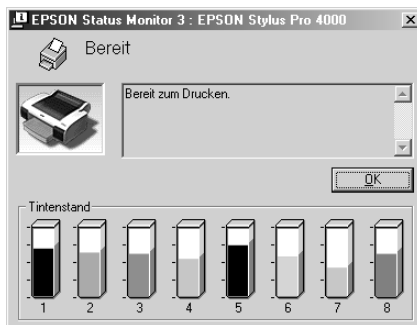 EPSON Status Monitor 3 : EPSON Stylus Pro 4000
Bereit
Bereit zum Drucken.
OK
Tintenstand
1 2 3 4 5 6 7 8